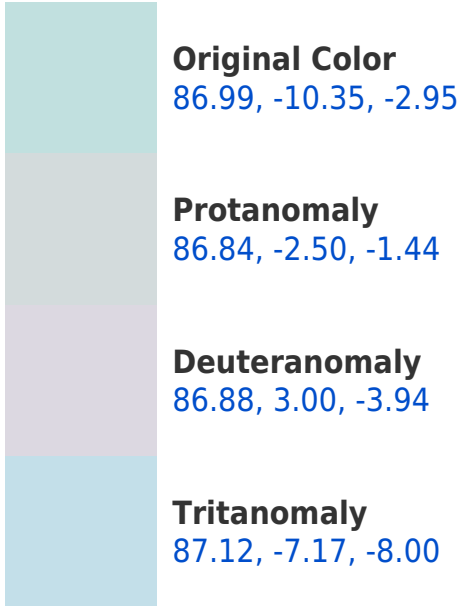 Original Color
86.99, -10.35, -2.95
Protanomaly
86.84, -2.50, -1.44
Deuteranomaly
86.88, 3.00, -3.94
Tritanomaly
87.12, -7.17, -8.00